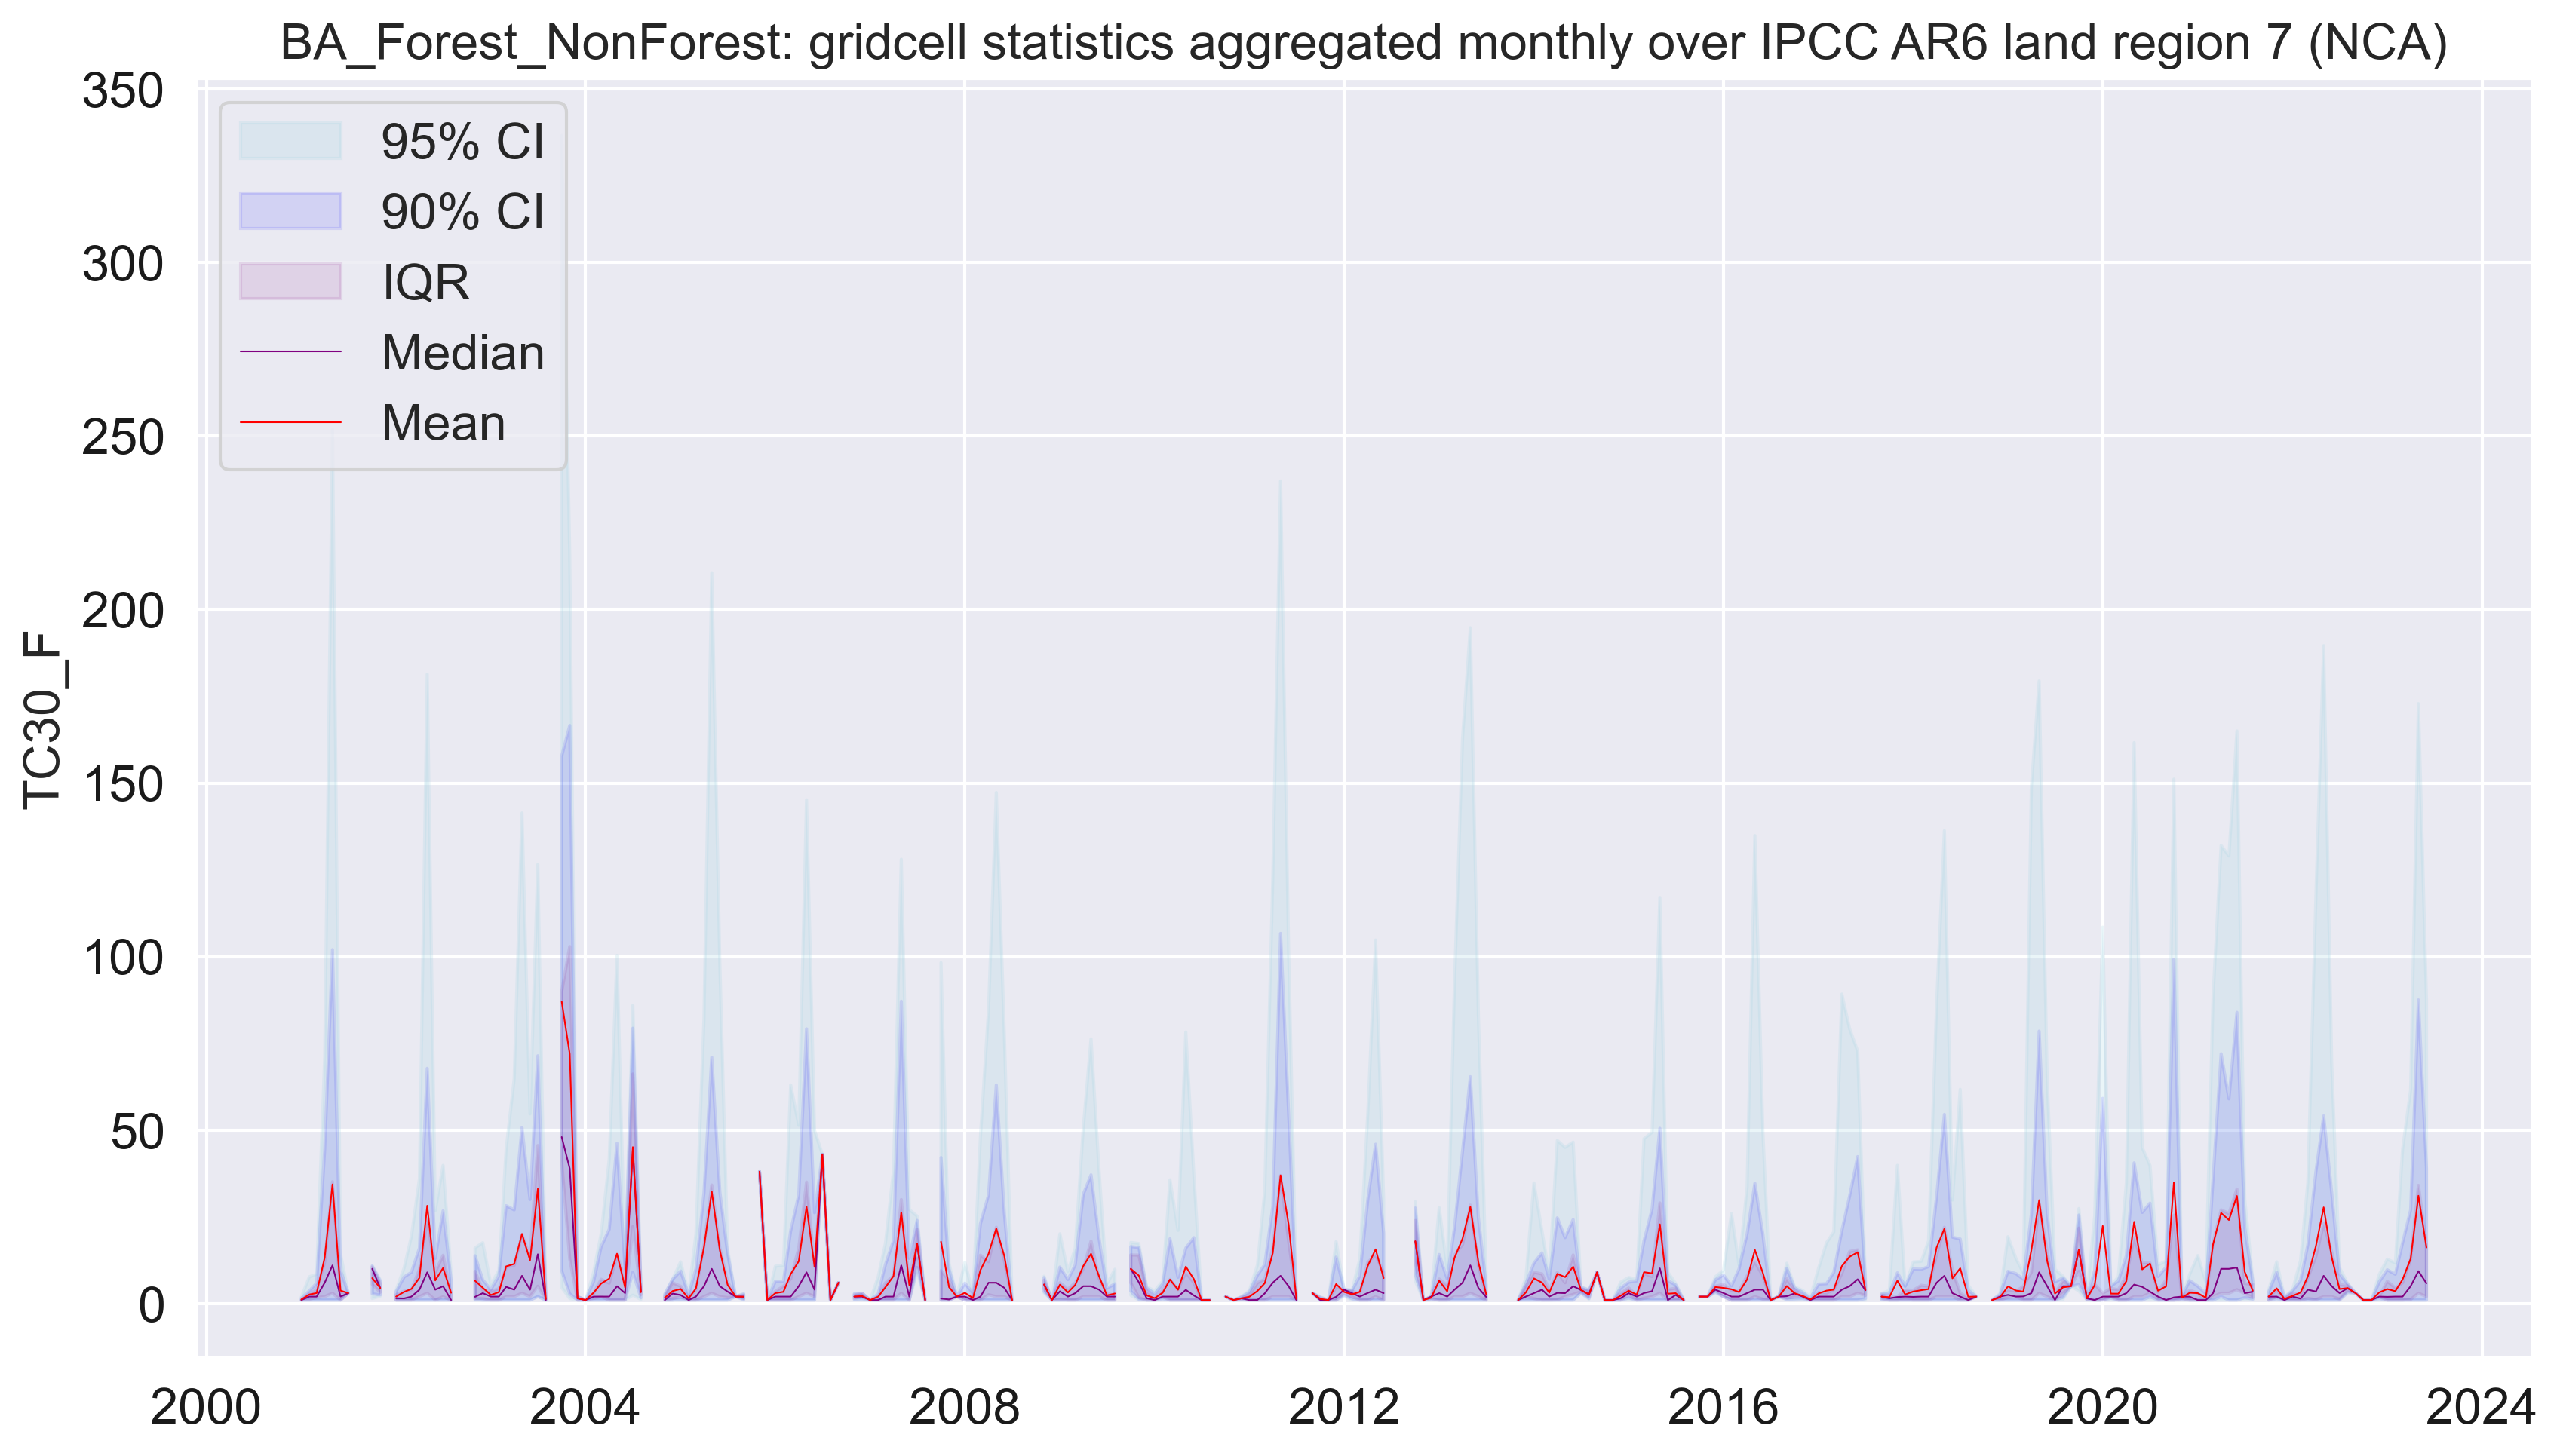 BA_Forest_NonForest: gridcell statistics aggregated monthly over IPCC AR6 land region 7 (NCA)
350
300
250
200
150
100
50
0
TC30_F
95% CI
90% CI
IQR
Median
Mean
2000
2004
2008
2012
2016
2020
2024